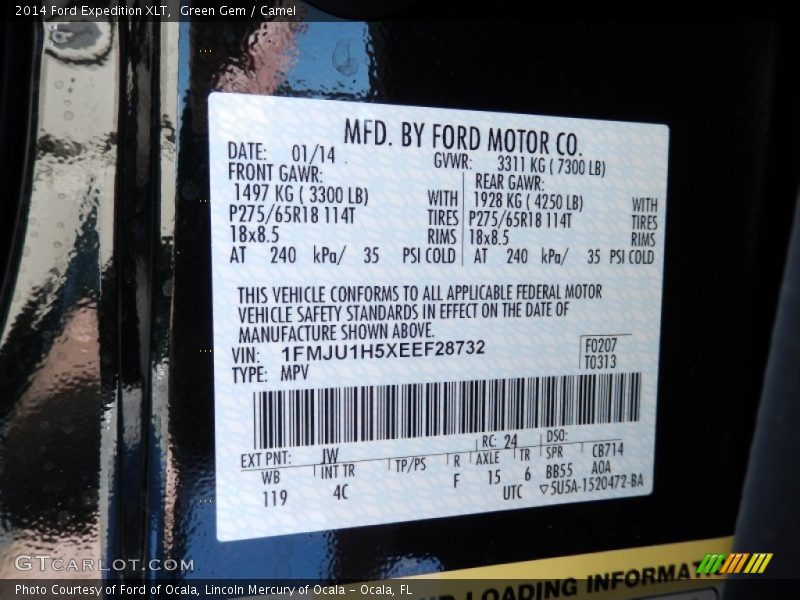 2014 Ford Expedition XLT, Green Gem / Camel
MFD. BY FORD MOTOR CO.
DATE: 01/14 GVWR: 3311 KG ( 7300 LB)
FRONT GAWR: REAR GAWR:
1497 KG ( 3300 LB) WITH 1928 KG ( 4250 LB) WITH
P275/65R18 114T TIRES P275/65R18 114T TIRES
18x8.5 RIMS 18x8.5 RIMS
AT 240 kPa/ 35 PSI COLD AT 240 kPa/ 35 PSI COLD
THIS VEHICLE CONFORMS TO ALL APPLICABLE FEDERAL MOTOR
VEHICLE SAFETY STANDARDS IN EFFECT ON THE DATE OF
MANUFACTURE SHOWN ABOVE.
VIN: 1FMJU1H5XEEF28732 F0207
TYPE: MPV T0313
EXT PNT: JW RC: 24 DSO:
WB INT TR TP/PS R AXLE TR SPR CB714
119 4C F 15 6 BB55 A0A
UTC ▽5U5A-1520472-BA
LOADING INFORMAT
GTCARLOT.COM
Photo Courtesy of Ford of Ocala, Lincoln Mercury of Ocala - Ocala, FL